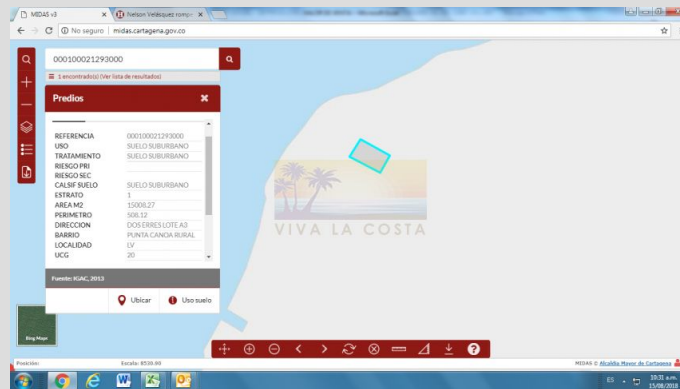 MIDAS v3
Nelson Velásquez rompe
No seguro | midas.cartagena.gov.co
000100021293000
1 encontrado(s) (Ver lista de resultados)
Predios
REFERENCIA 000100021293000
USO SUELO SUBURBANO
TRATAMIENTO SUELO SUBURBANO
RIESGO PRI
RIESGO SEC
CALSIF SUELO SUELO SUBURBANO
ESTRATO 1
AREA M2 15008.27
PERIMETRO 508.12
DIRECCION DOS ERRES LOTE A3
BARRIO PUNTA CANOA RURAL
LOCALIDAD LV
UCG 20
Fuente: IGAC, 2013
Ubicar Uso suelo
VIVA LA COSTA
Bing Maps
Posición: Escala: 8530.00
MIDAS © Alcaldía Mayor de Cartagena
ES 10:31 a.m.
15/08/2018